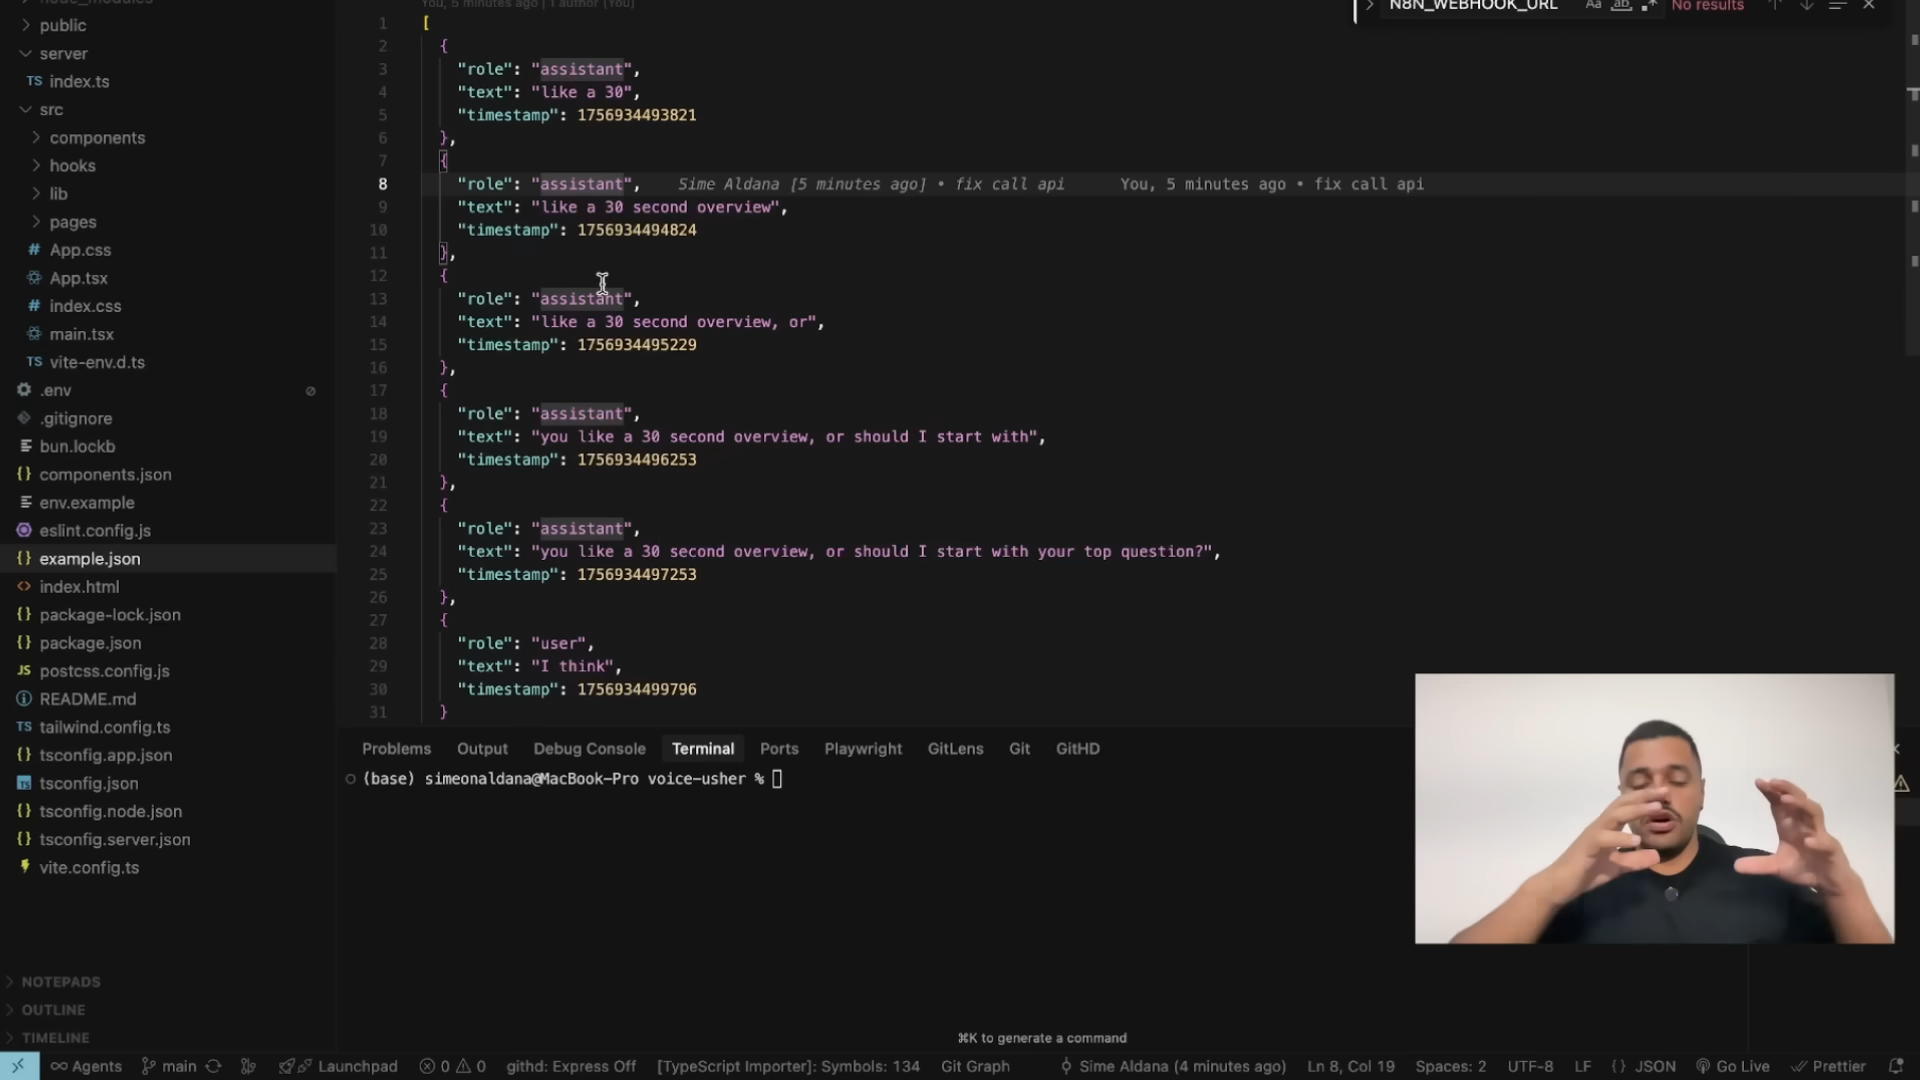 node_modules
public
server
TS index.ts
src
components
hooks
lib
pages
# App.css
App.tsx
# index.css
main.tsx
TS vite-env.d.ts
.env
.gitignore
bun.lockb
{} components.json
env.example
eslint.config.js
{} example.json
<> index.html
{} package-lock.json
{} package.json
JS postcss.config.js
README.md
TS tailwind.config.ts
{} tsconfig.app.json
tsconfig.json
{} tsconfig.node.json
{} tsconfig.server.json
vite.config.ts
NOTEPADS
OUTLINE
TIMELINE
You, 5 minutes ago | 1 author (You)
N8N_WEBHOOK_URL Aa ab .* No results
1 [
2 {
3 "role": "assistant",
4 "text": "like a 30",
5 "timestamp": 1756934493821
6 },
7 {
8 "role": "assistant", Sime Aldana [5 minutes ago] • fix call api You, 5 minutes ago • fix call api
9 "text": "like a 30 second overview",
10 "timestamp": 1756934494824
11 },
12 {
13 "role": "assistant",
14 "text": "like a 30 second overview, or",
15 "timestamp": 1756934495229
16 },
17 {
18 "role": "assistant",
19 "text": "you like a 30 second overview, or should I start with",
20 "timestamp": 1756934496253
21 },
22 {
23 "role": "assistant",
24 "text": "you like a 30 second overview, or should I start with your top question?",
25 "timestamp": 1756934497253
26 },
27 {
28 "role": "user",
29 "text": "I think",
30 "timestamp": 1756934499796
31 }
Problems Output Debug Console Terminal Ports Playwright GitLens Git GitHD
(base) simeonaldana@MacBook-Pro voice-usher %
⌘K to generate a command
Agents main Launchpad 0 0 githd: Express Off [TypeScript Importer]: Symbols: 134 Git Graph Sime Aldana (4 minutes ago) Ln 8, Col 19 Spaces: 2 UTF-8 LF {} JSON Go Live Prettier